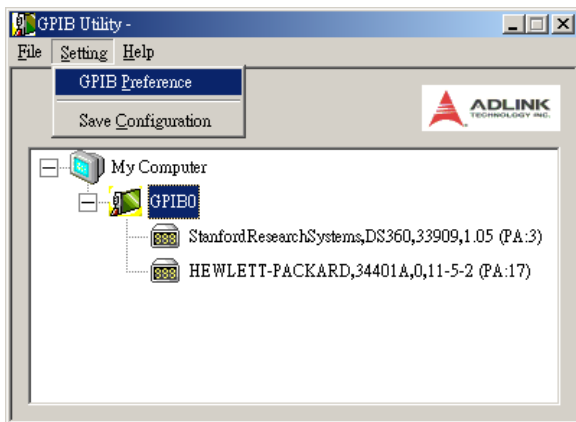 GPIB Utility -
File Setting Help
GPIB Preference
Save Configuration
ADLINK
TECHNOLOGY INC.
My Computer
GPIB0
StanfordResearchSystems,DS360,33909,1.05 (PA:3)
HEWLETT-PACKARD,34401A,0,11-5-2 (PA:17)